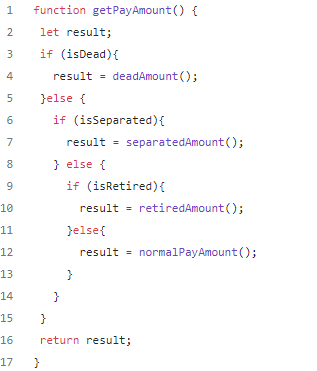 1 function getPayAmount() {
2 let result;
3 if (isDead){
4 result = deadAmount();
5 }else {
6 if (isSeparated){
7 result = separatedAmount();
8 } else {
9 if (isRetired){
10 result = retiredAmount();
11 }else{
12 result = normalPayAmount();
13 }
14 }
15 }
16 return result;
17 }